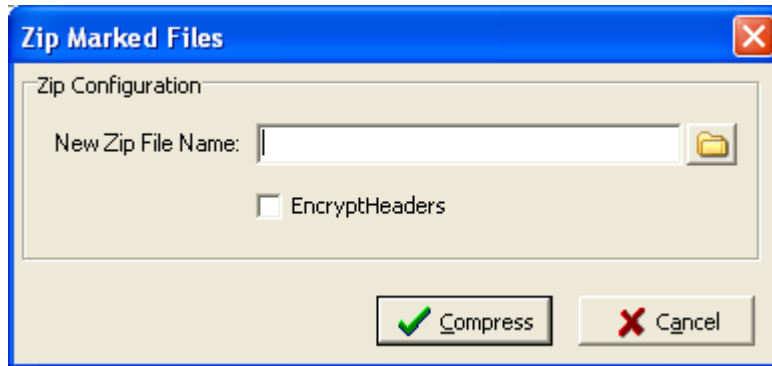 Zip Marked Files
Zip Configuration
New Zip File Name:
EncryptHeaders
Compress Cancel